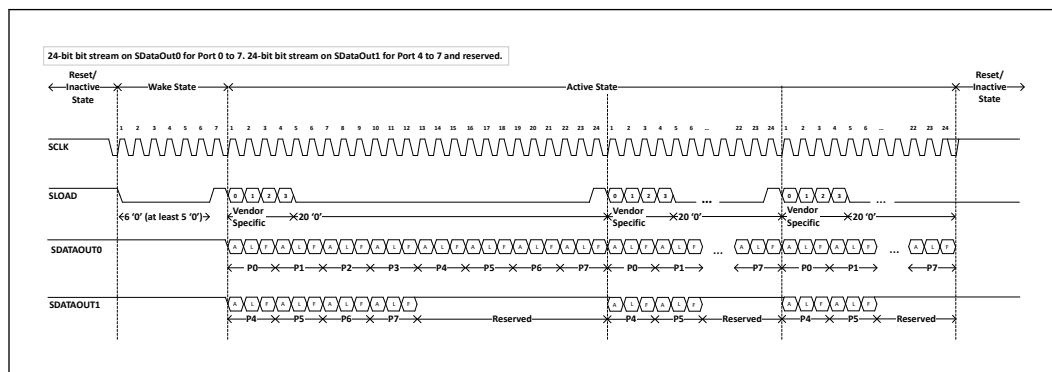 24-bit bit stream on SDataOut0 for Port 0 to 7. 24-bit bit stream on SDataOut1 for Port 4 to 7 and reserved.
Reset/ Inactive State
Wake State
Active State
Reset/ Inactive State
1 2 3 4 5 6 7 1 2 3 4 5 6 7 8 9 10 11 12 13 14 15 16 17 18 19 20 21 22 23 24 1 2 3 4 5 6 ... 22 23 24 1 2 3 4 5 6 ... 22 23 24
SCLK
SLOAD 0 1 2 3 0 1 2 3 ... 0 1 2 3 ...
6 '0' (at least 5 '0') Vendor Specific 20 '0' Vendor Specific 20 '0' Vendor Specific 20 '0'
SDATAOUT0 A L F A L F A L F A L F A L F A L F A L F A L F A L F A L F ... A L F A L F A L F ... A L F
P0 P1 P2 P3 P4 P5 P6 P7 P0 P1 P7 P0 P1 P7
SDATAOUT1 A L F A L F A L F A L F A L F A L F A L F A L F
P4 P5 P6 P7 Reserved P4 P5 Reserved P4 P5 Reserved